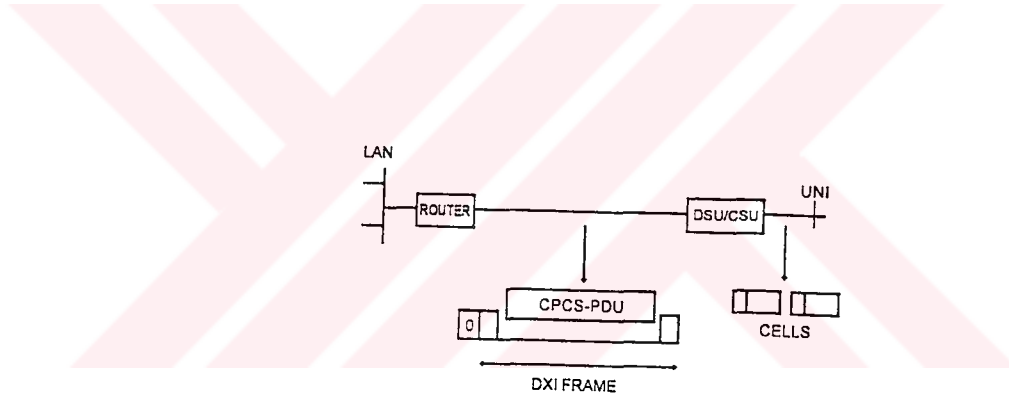 LAN
UNI
ROUTER
DSU/CSU
CPCS-PDU
0
CELLS
DXI FRAME